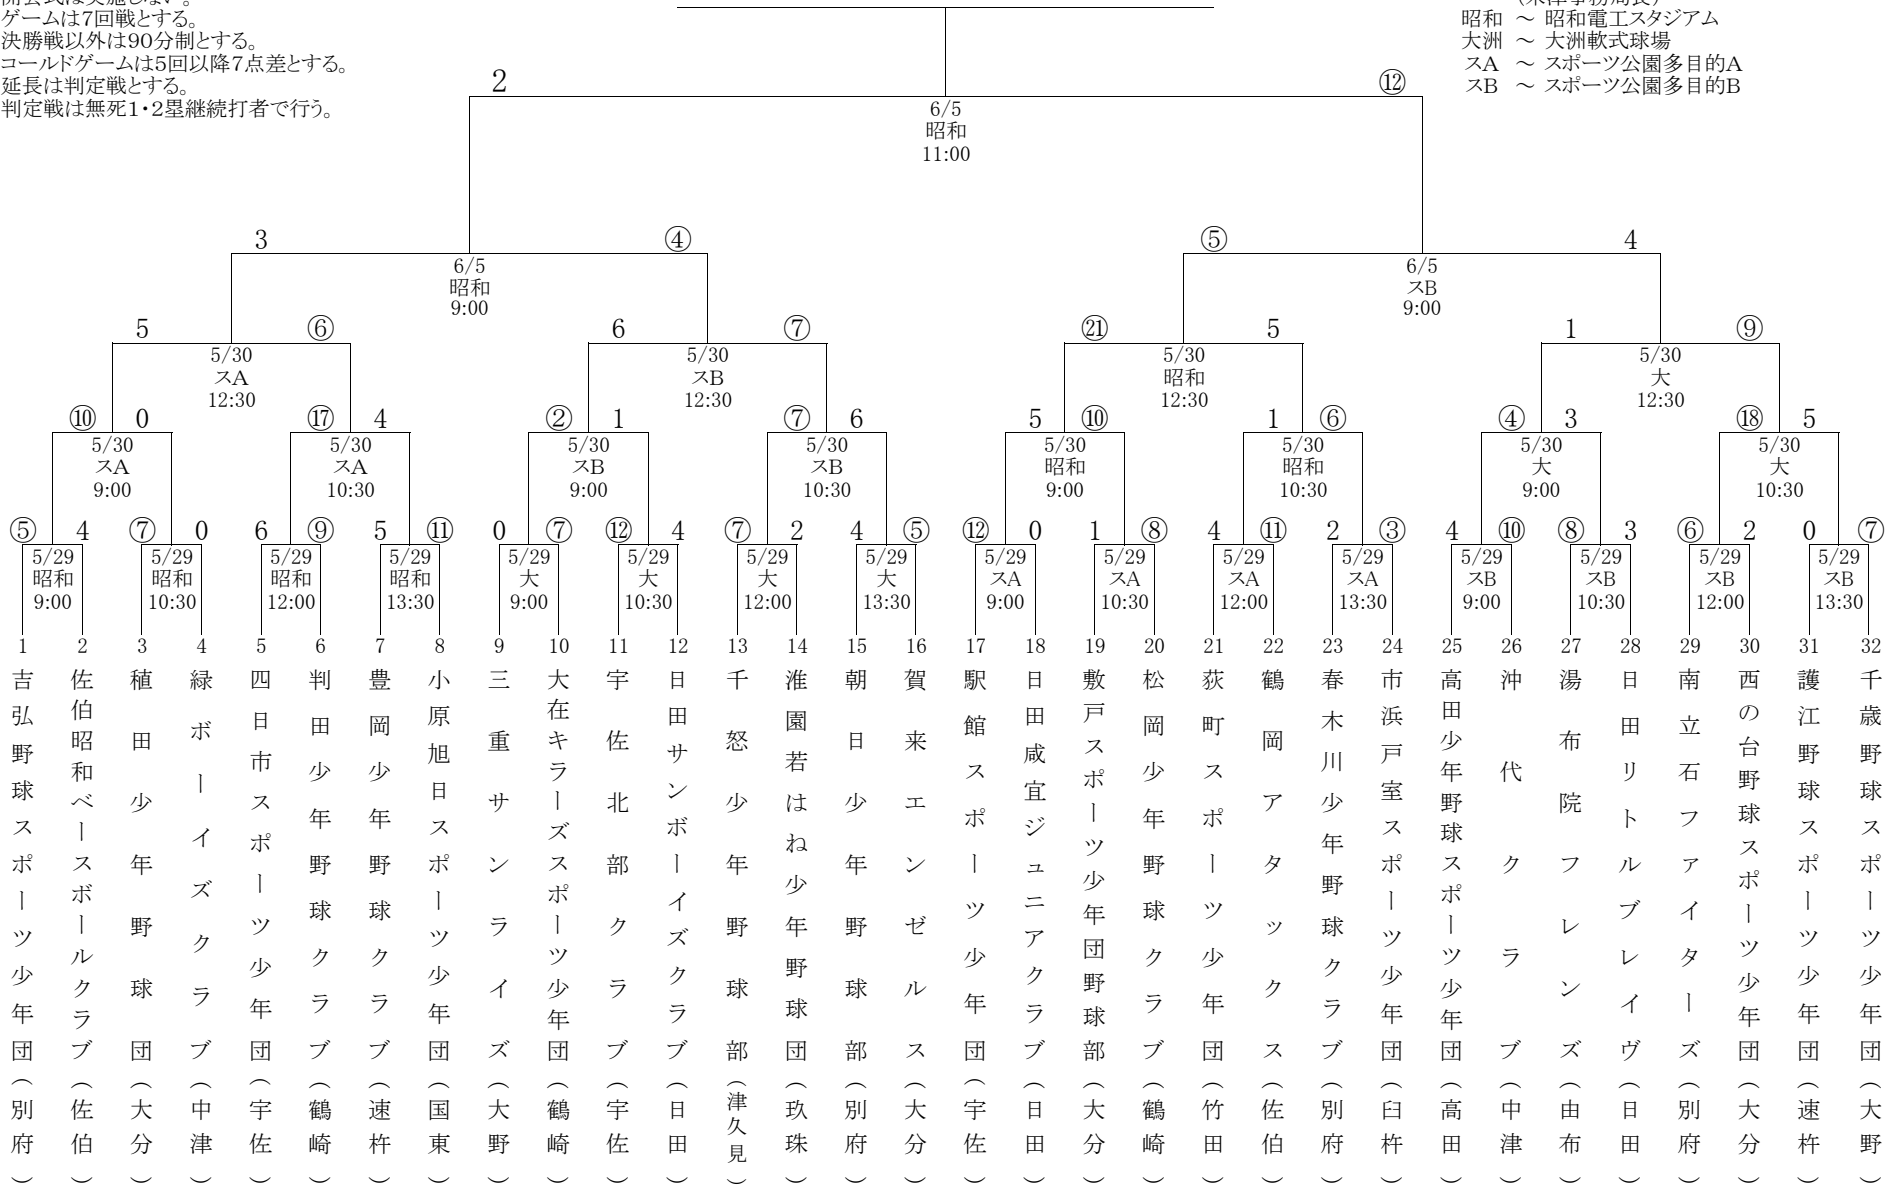 ゲームは7回戦とする。
決勝戦以外は90分制とする。
コールドゲームは5回以降7点差とする。
延長は判定戦とする。
判定戦は無死1・2塁継続打者で行う。
昭和 ～ 昭和電工スタジアム
大洲 ～ 大洲軟式球場
スA ～ スポーツ公園多目的A
スB ～ スポーツ公園多目的B
2 ⑫
6/5
昭和
11:00
3 ④ ⑤ 4
6/5 6/5
昭和 スB
9:00 9:00
5 ⑥ 6 ⑦ ㉑ 5 1 ⑨
5/30 5/30 5/30 5/30
スA スB 昭和 大
12:30 12:30 12:30 12:30
⑩ 0 ⑰ 4 ② 1 ⑦ 6 5 ⑩ 1 ⑥ ④ 3 ⑱ 5
5/30 5/30 5/30 5/30 5/30 5/30 5/30 5/30
スA スA スB スB 昭和 昭和 大 大
9:00 10:30 9:00 10:30 9:00 10:30 9:00 10:30
⑤ 4 ⑦ 0 6 ⑨ 5 ⑪ 0 ⑦ ⑫ 4 ⑦ 2 4 ⑤ ⑫ 0 1 ⑧ 4 ⑪ 2 ③ 4 ⑩ ⑧ 3 ⑥ 2 0 ⑦
5/29 5/29 5/29 5/29 5/29 5/29 5/29 5/29 5/29 5/29 5/29 5/29 5/29 5/29 5/29 5/29
昭和 昭和 昭和 昭和 大 大 大 大 スA スA スA スA スB スB スB スB
9:00 10:30 12:00 13:30 9:00 10:30 12:00 13:30 9:00 10:30 12:00 13:30 9:00 10:30 12:00 13:30
1 吉弘野球スポーツ少年団(別府)
2 佐伯昭和ベースボールクラブ(佐伯)
3 稙田少年野球団(大分)
4 緑ボーイズクラブ(中津)
5 四日市スポーツ少年団(宇佐)
6 判田少年野球クラブ(鶴崎)
7 豊岡少年野球クラブ(速杵)
8 小原旭日スポーツ少年団(国東)
9 三重サンライズ(大野)
10 大在キラーズスポーツ少年団(鶴崎)
11 宇佐北部クラブ(宇佐)
12 日田サンボーイズクラブ(日田)
13 千怒少年野球部(津久見)
14 淮園若はね少年野球団(玖珠)
15 朝日少年野球部(別府)
16 賀来エンゼルス(大分)
17 駅館スポーツ少年団(宇佐)
18 日田咸宜ジュニアクラブ(日田)
19 敷戸スポーツ少年団野球部(大分)
20 松岡少年野球クラブ(鶴崎)
21 荻町スポーツ少年団(竹田)
22 鶴岡アタックス(佐伯)
23 春木川少年野球クラブ(別府)
24 市浜戸室スポーツ少年団(臼杵)
25 高田少年野球スポーツ少年団(高田)
26 沖代クラブ(中津)
27 湯布院フレンズ(由布)
28 日田リトルブレイヴ(日田)
29 南立石ファイターズ(別府)
30 西の台野球スポーツ少年団(大分)
31 護江野球スポーツ少年団(速杵)
32 千歳野球スポーツ少年団(大野)